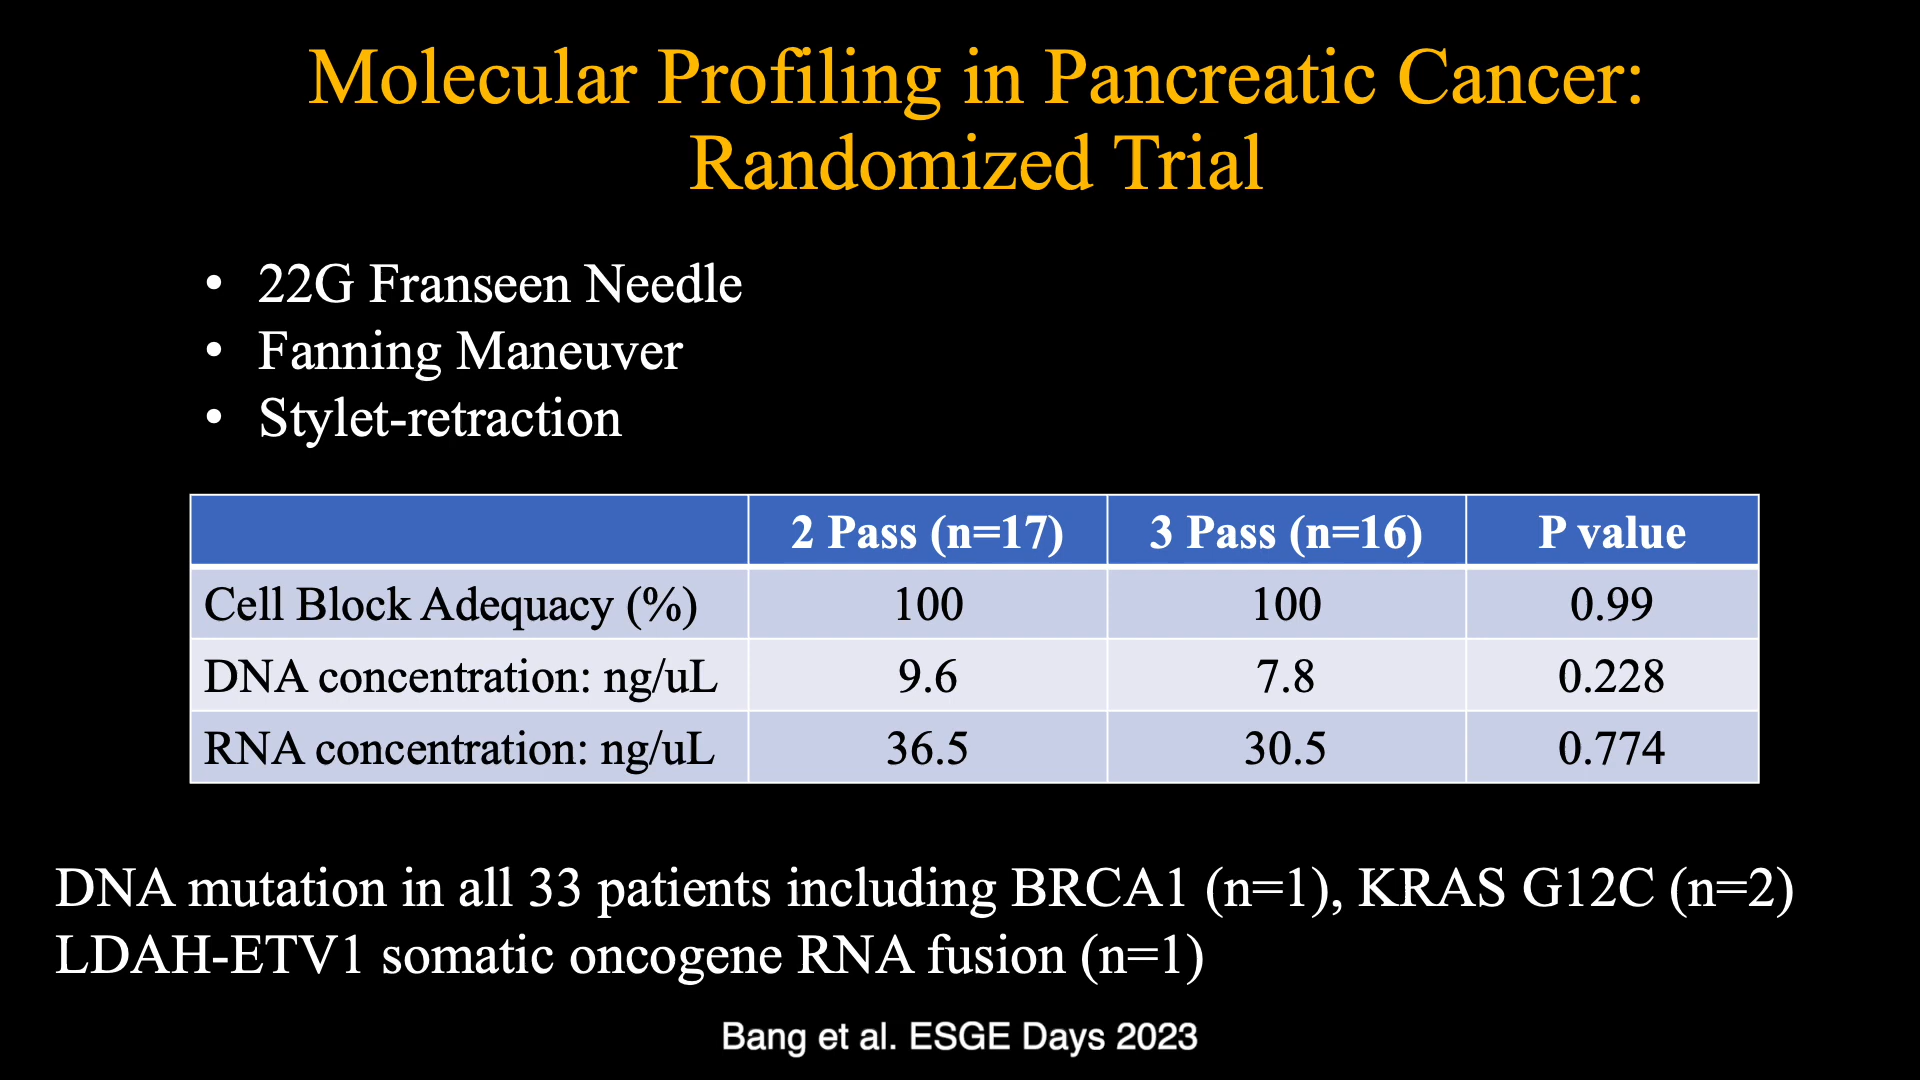 Molecular Profiling in Pancreatic Cancer:
Randomized Trial
• 22G Franseen Needle
• Fanning Maneuver
• Stylet-retraction
2 Pass (n=17) 3 Pass (n=16) P value
Cell Block Adequacy (%) 100 100 0.99
DNA concentration: ng/uL 9.6 7.8 0.228
RNA concentration: ng/uL 36.5 30.5 0.774
DNA mutation in all 33 patients including BRCA1 (n=1), KRAS G12C (n=2)
LDAH-ETV1 somatic oncogene RNA fusion (n=1)
Bang et al. ESGE Days 2023